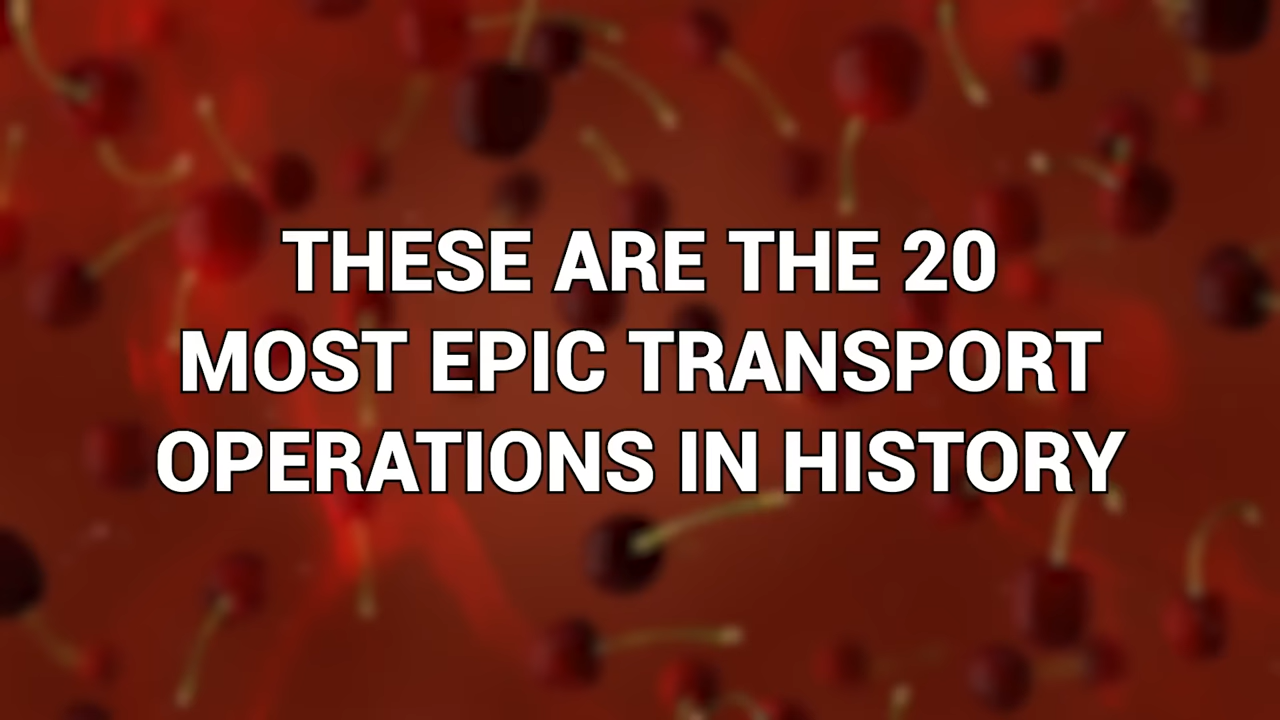 THESE ARE THE 20
MOST EPIC TRANSPORT
OPERATIONS IN HISTORY